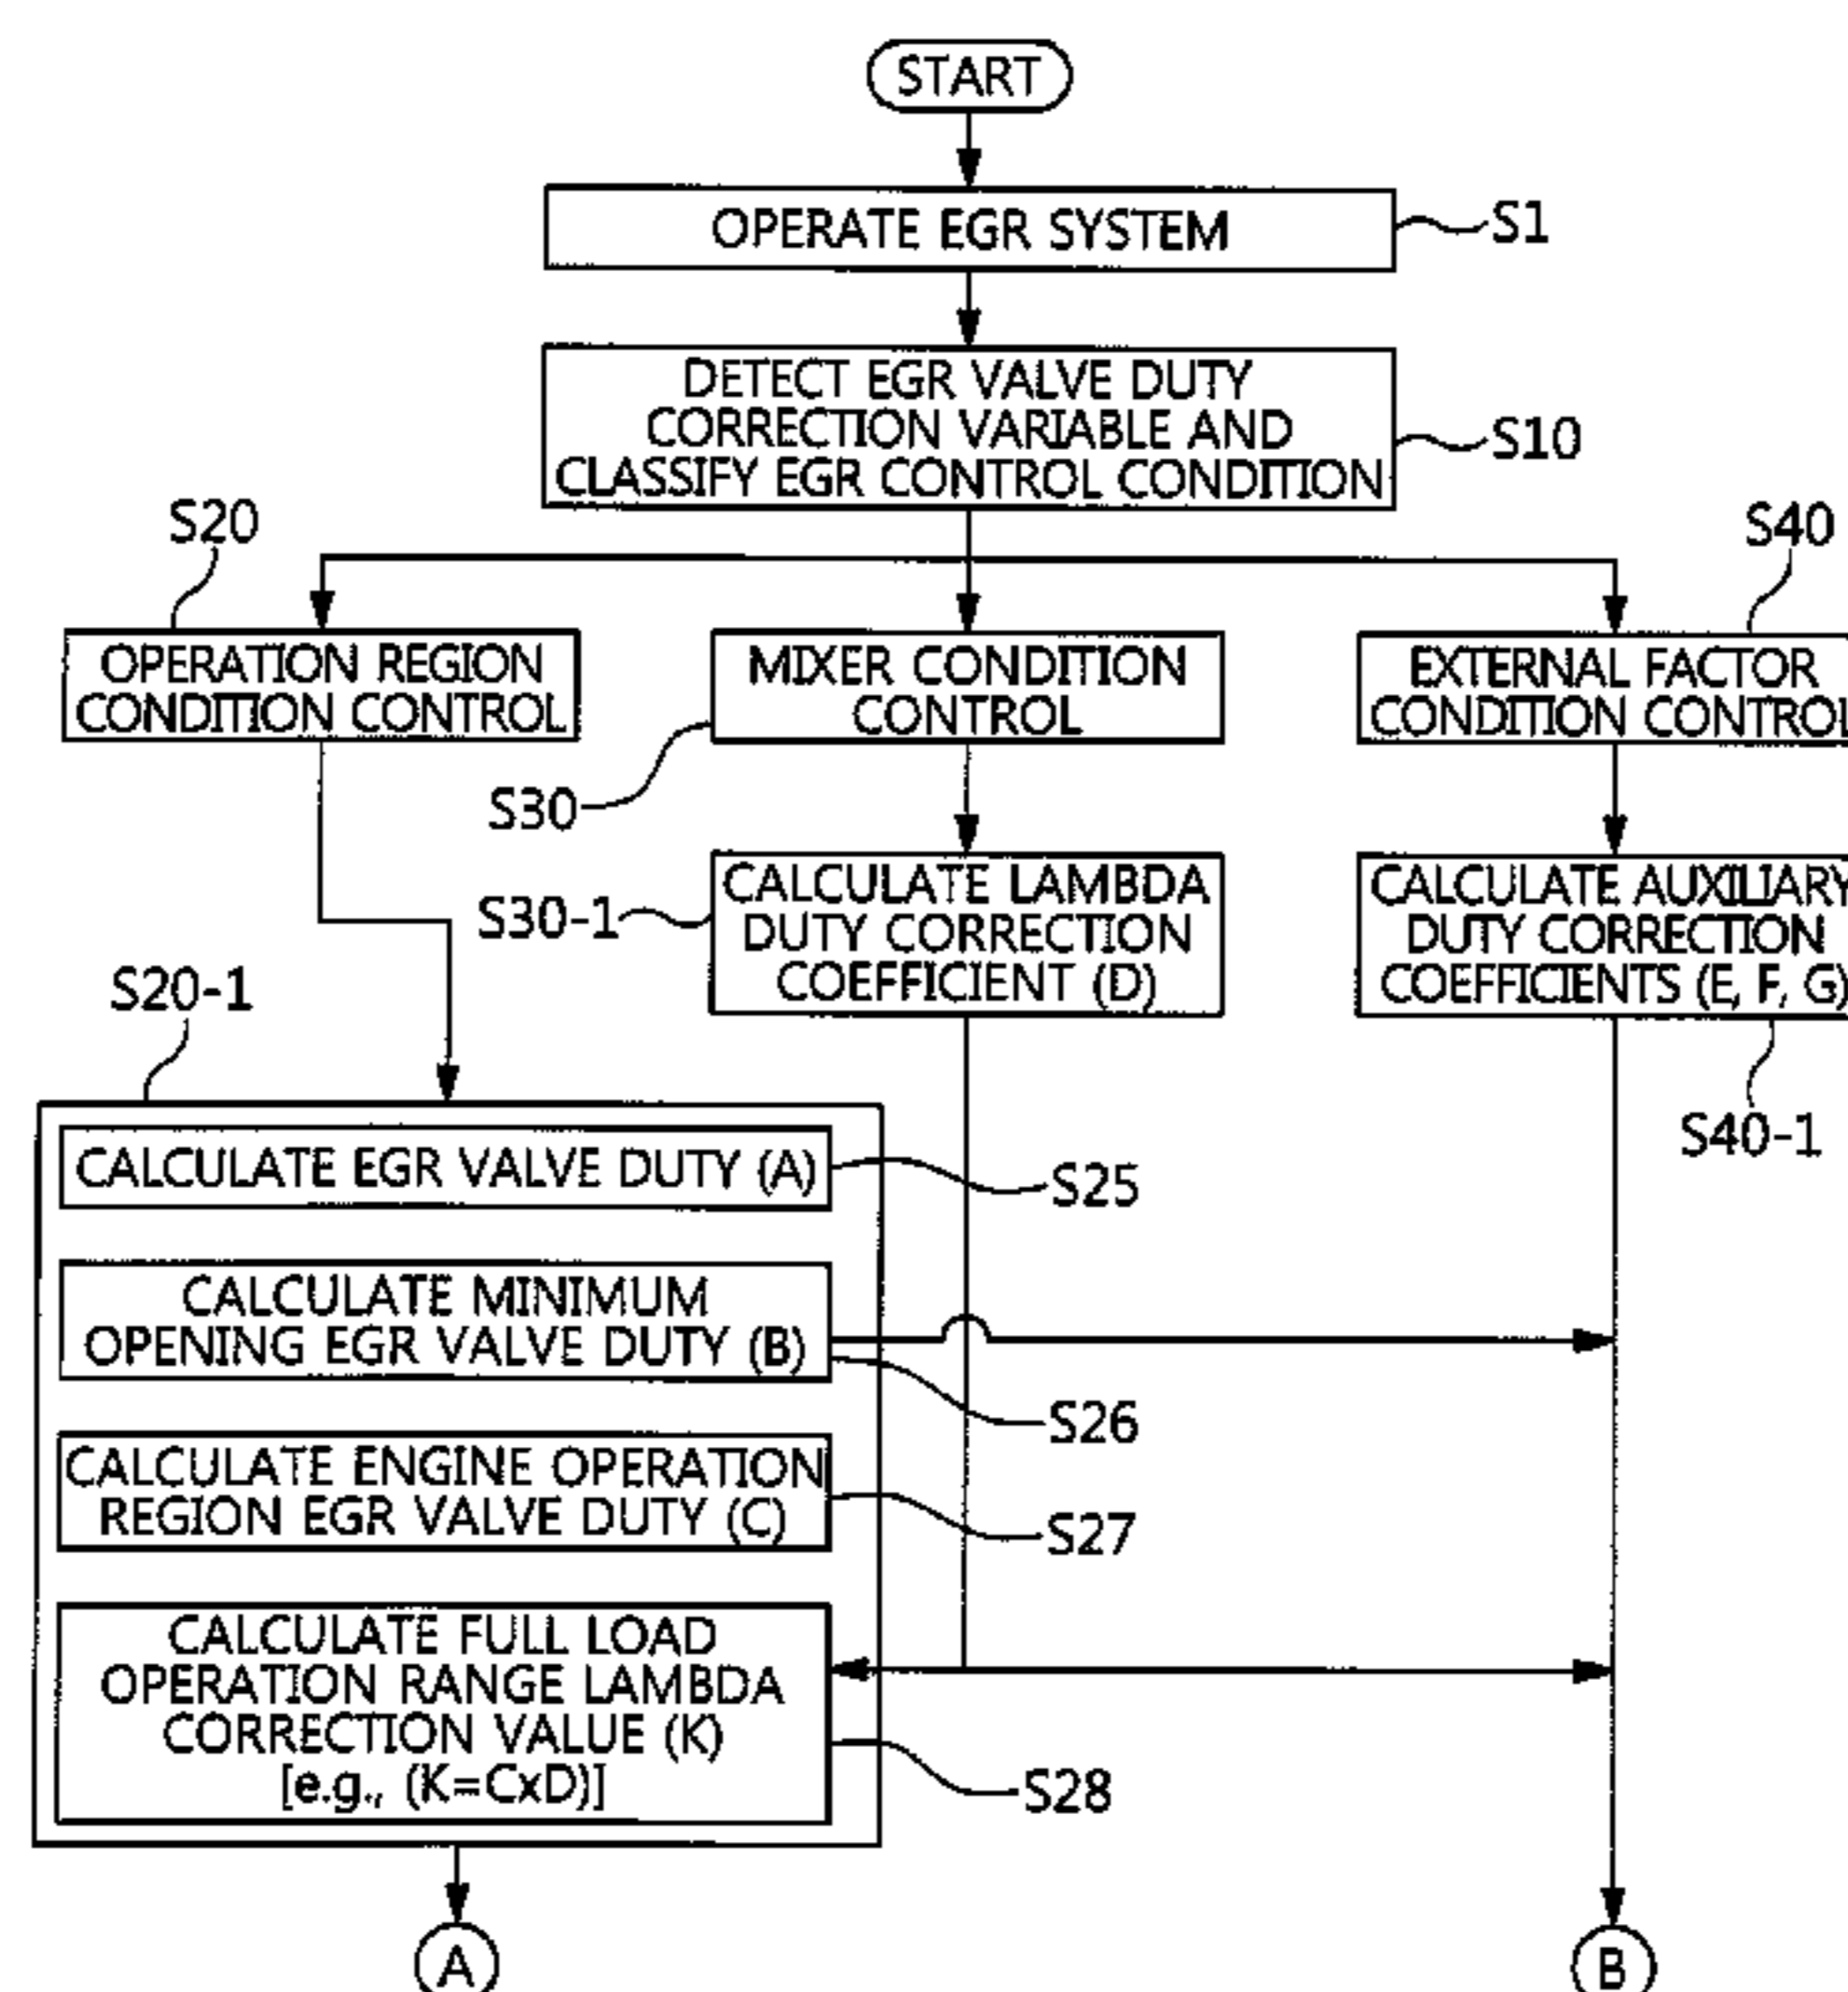 START
OPERATE EGR SYSTEM
S1
DETECT EGR VALVE DUTY
CORRECTION VARIABLE AND
CLASSIFY EGR CONTROL CONDITION
S10
S20
S40
OPERATION REGION
CONDITION CONTROL
MIXER CONDITION
CONTROL
EXTERNAL FACTOR
CONDITION CONTROL
S30
CALCULATE LAMBDA
DUTY CORRECTION
COEFFICIENT (D)
S30-1
CALCULATE AUXILIARY
DUTY CORRECTION
COEFFICIENTS (E, F, G)
S20-1
S40-1
CALCULATE EGR VALVE DUTY (A)
S25
CALCULATE MINIMUM
OPENING EGR VALVE DUTY (B)
S26
CALCULATE ENGINE OPERATION
REGION EGR VALVE DUTY (C)
S27
CALCULATE FULL LOAD
OPERATION RANGE LAMBDA
CORRECTION VALUE (K)
[e.g., (K=CxD)]
S28
A
B